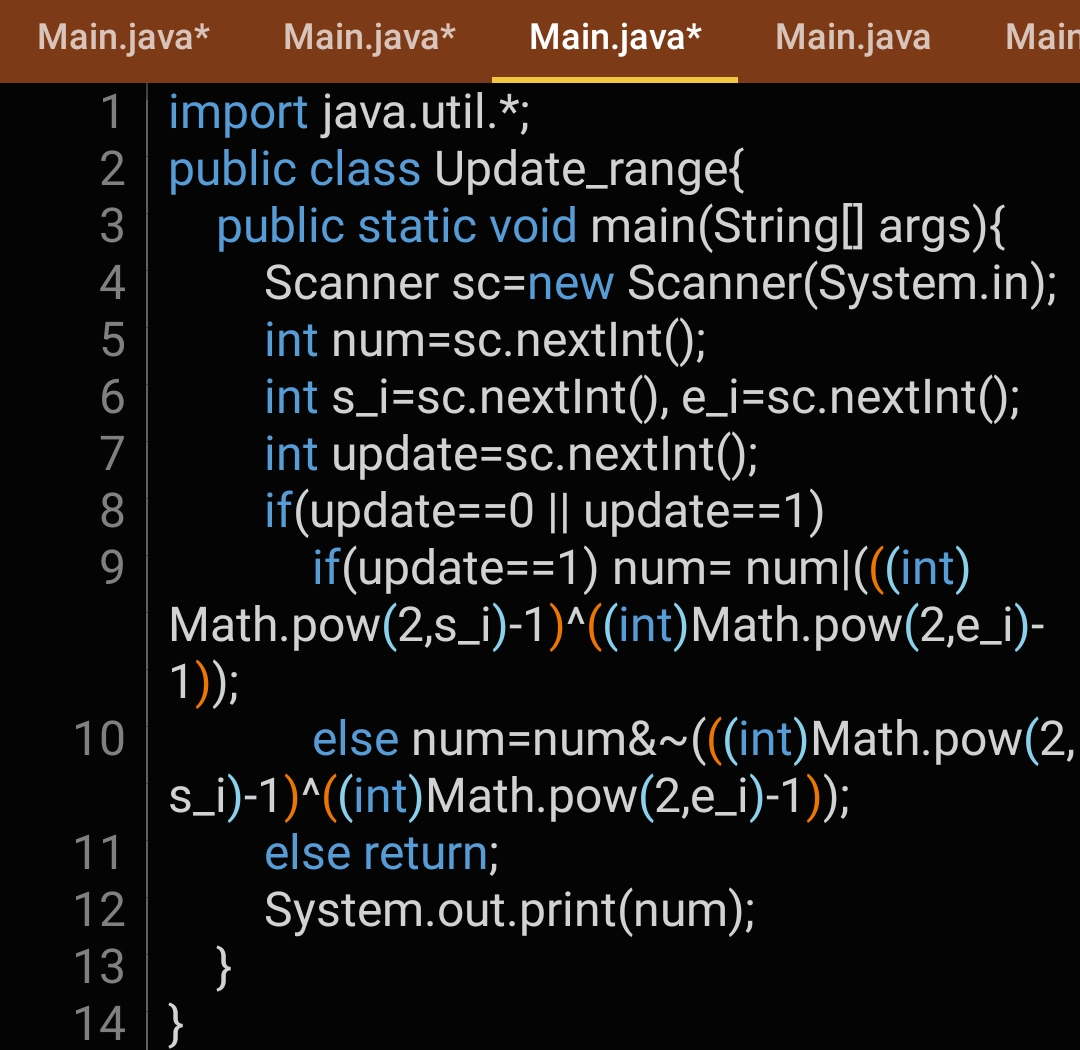 Main.java* Main.java* Main.java* Main.java Main
1 import java.util.*;
2 public class Update_range{
3 public static void main(String[] args){
4 Scanner sc=new Scanner(System.in);
5 int num=sc.nextInt();
6 int s_i=sc.nextInt(), e_i=sc.nextInt();
7 int update=sc.nextInt();
8 if(update==0 || update==1)
9 if(update==1) num= num|(((int)
Math.pow(2,s_i)-1)^((int)Math.pow(2,e_i)-
1));
10 else num=num&~(((int)Math.pow(2,
s_i)-1)^((int)Math.pow(2,e_i)-1));
11 else return;
12 System.out.print(num);
13 }
14 }